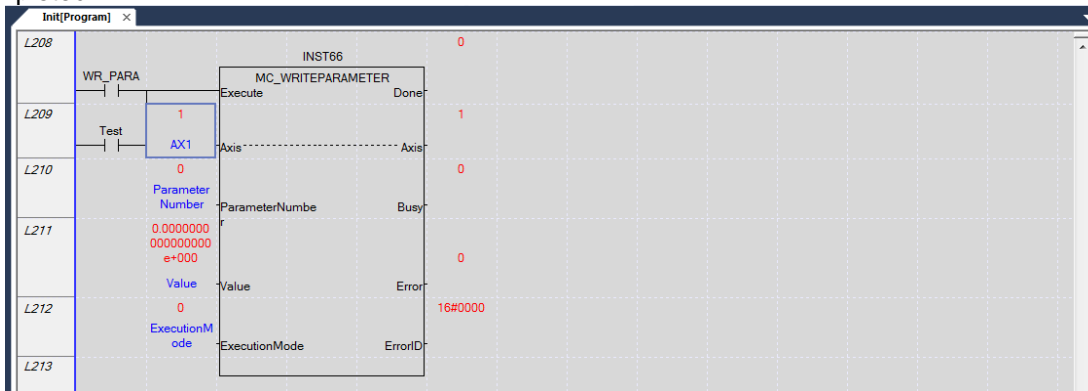 Init[Program] ×
L208
0
INST66
WR_PARA
MC_WRITEPARAMETER
Execute Done
L209
1
1
Test
AX1
Axis Axis
L210
0
0
Parameter
Number
ParameterNumbe
r
Busy
L211
0.0000000
000000000
e+000
0
Value
Value Error
L212
0
16#0000
ExecutionM
ode
ExecutionMode ErrorID
L213